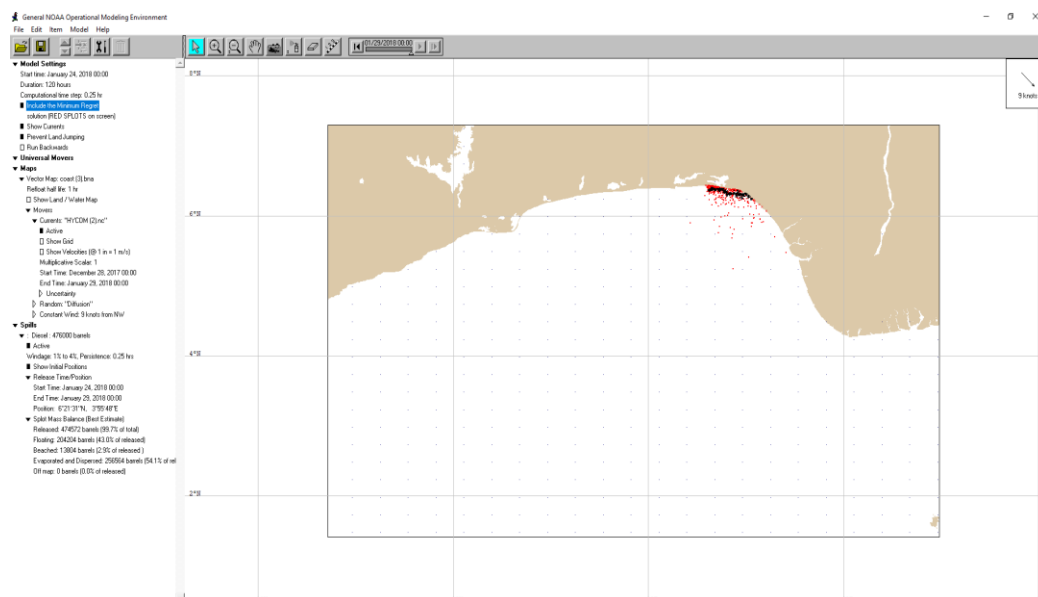 General NOAA Operational Modeling Environment
File Edit Item Model Help
01/29/2018 00:00
Model Settings
Start time: January 24, 2018 00:00
Duration: 120 hours
Computational time step: 0.25 hr
Include the Minimum Regret
solution (RED SPLOTS on screen)
Show Currents
Prevent Land Jumping
Run Backwards
Universal Movers
Maps
Vector Map: coast (3).bna
Refloat half life: 1 hr
Show Land / Water Map
Movers
Currents: "HYCOM (2).nc"
Active
Show Grid
Show Velocities (@ 1 in = 1 m/s)
Multiplicative Scalar: 1
Start Time: December 28, 2017 00:00
End Time: January 29, 2018 00:00
Uncertainty
Random: "Diffusion"
Constant Wind: 9 knots from NW
Spills
: Diesel : 476000 barrels
Active
Windage: 1% to 4%, Persistence: 0.25 hrs
Show Initial Positions
Release Time/Position
Start Time: January 24, 2018 00:00
End Time: January 29, 2018 00:00
Position: 6°21'31"N, 3°55'48"E
Splot Mass Balance (Best Estimate)
Released: 474572 barrels (99.7% of total)
Floating: 204204 barrels (43.0% of released)
Beached: 13804 barrels (2.9% of released )
Evaporated and Dispersed: 256564 barrels (54.1% of rel
Off map: 0 barrels (0.0% of released)
9 knots